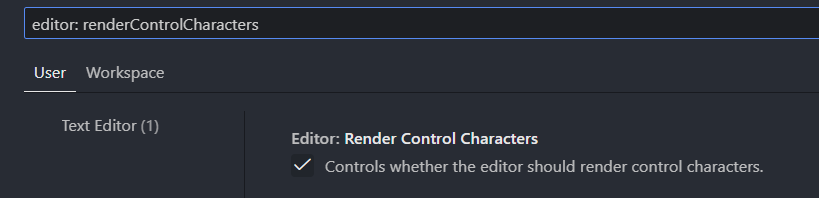 editor: renderControlCharacters
User Workspace
Text Editor (1)
Editor: Render Control Characters
Controls whether the editor should render control characters.